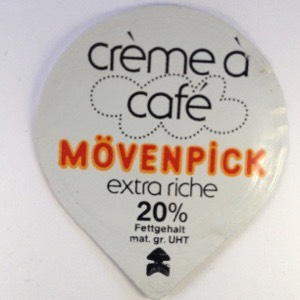 crème à
café
MÖVENPiCK
extra riche
20%
Fettgehalt
mat. gr. UHT